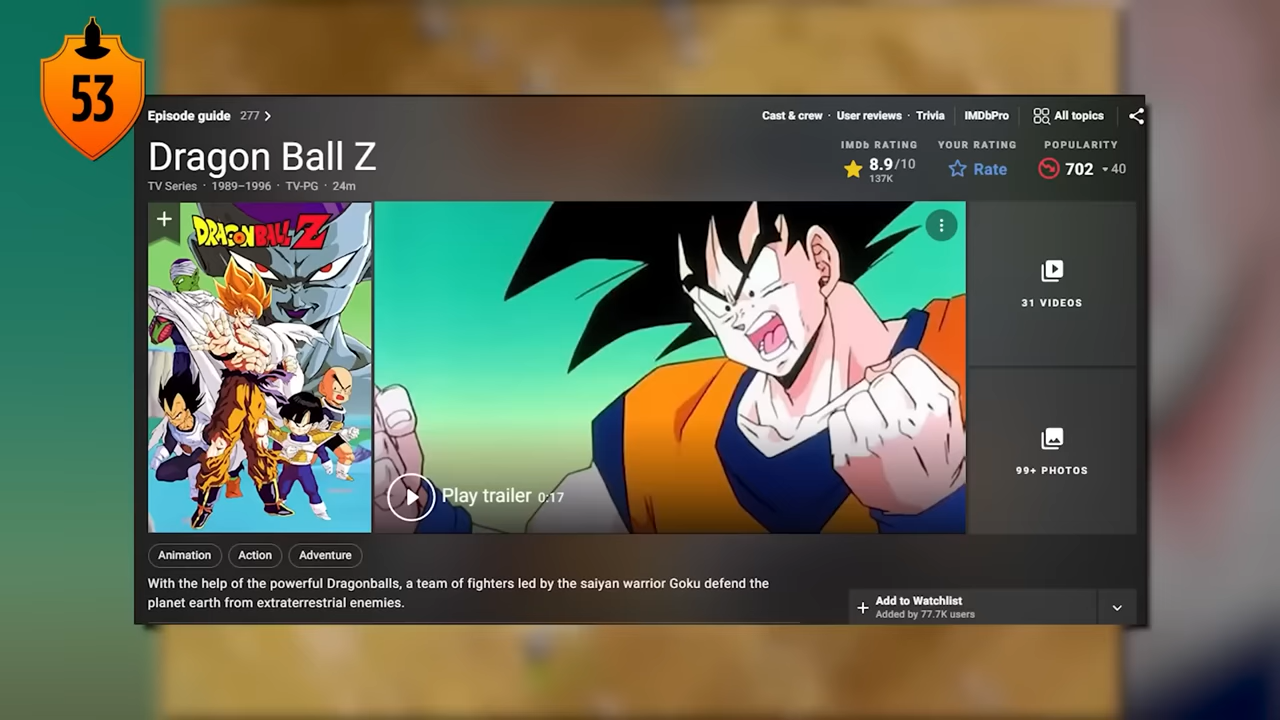 53
Episode guide 277
Cast & crew · User reviews · Trivia IMDbPro All topics
Dragon Ball Z
TV Series · 1989–1996 · TV-PG · 24m
IMDb RATING YOUR RATING POPULARITY
8.9/10 Rate 702 40
137K
DRAGON BALL Z
31 VIDEOS
99+ PHOTOS
Play trailer 0:17
Animation Action Adventure
With the help of the powerful Dragonballs, a team of fighters led by the saiyan warrior Goku defend the
planet earth from extraterrestrial enemies.
Add to Watchlist
Added by 77.7K users